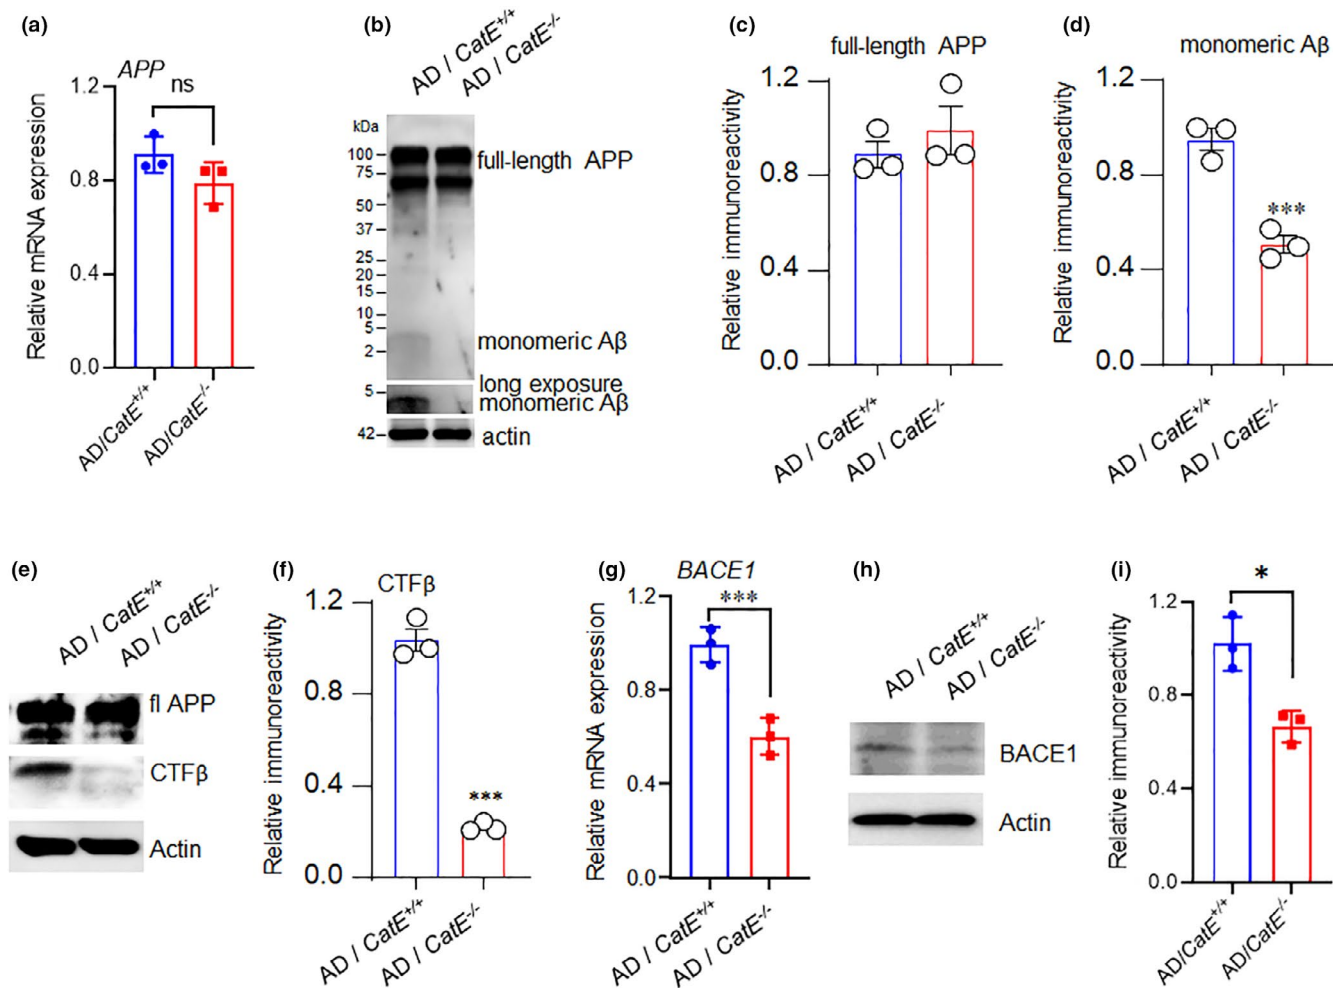 (a)
APP
ns
Relative mRNA expression
1.2
0.8
0.4
0.0
AD/CatE+/+
AD/CatE-/-
(b)
AD / CatE+/+
AD / CatE-/-
kDa
100
75
50
37
25
20
15
10
5
2
5
42
full-length APP
monomeric Aβ
long exposure
monomeric Aβ
actin
(c)
full-length APP
Relative immunoreactivity
1.2
0.8
0.4
0.0
AD / CatE+/+
AD / CatE-/-
(d)
monomeric Aβ
Relative immunoreactivity
1.2
0.8
0.4
0.0
***
AD / CatE+/+
AD / CatE-/-
(e)
AD / CatE+/+
AD / CatE-/-
fl APP
CTFβ
Actin
(f)
CTFβ
Relative immunoreactivity
1.2
0.8
0.4
0.0
***
AD / CatE+/+
AD / CatE-/-
(g)
BACE1
***
Relative mRNA expression
1.2
0.8
0.4
0.0
AD / CatE+/+
AD / CatE-/-
(h)
AD / CatE+/+
AD / CatE-/-
BACE1
Actin
(i)
*
Relative immunoreactivity
1.2
0.8
0.4
0.0
AD/CatE+/+
AD/CatE-/-